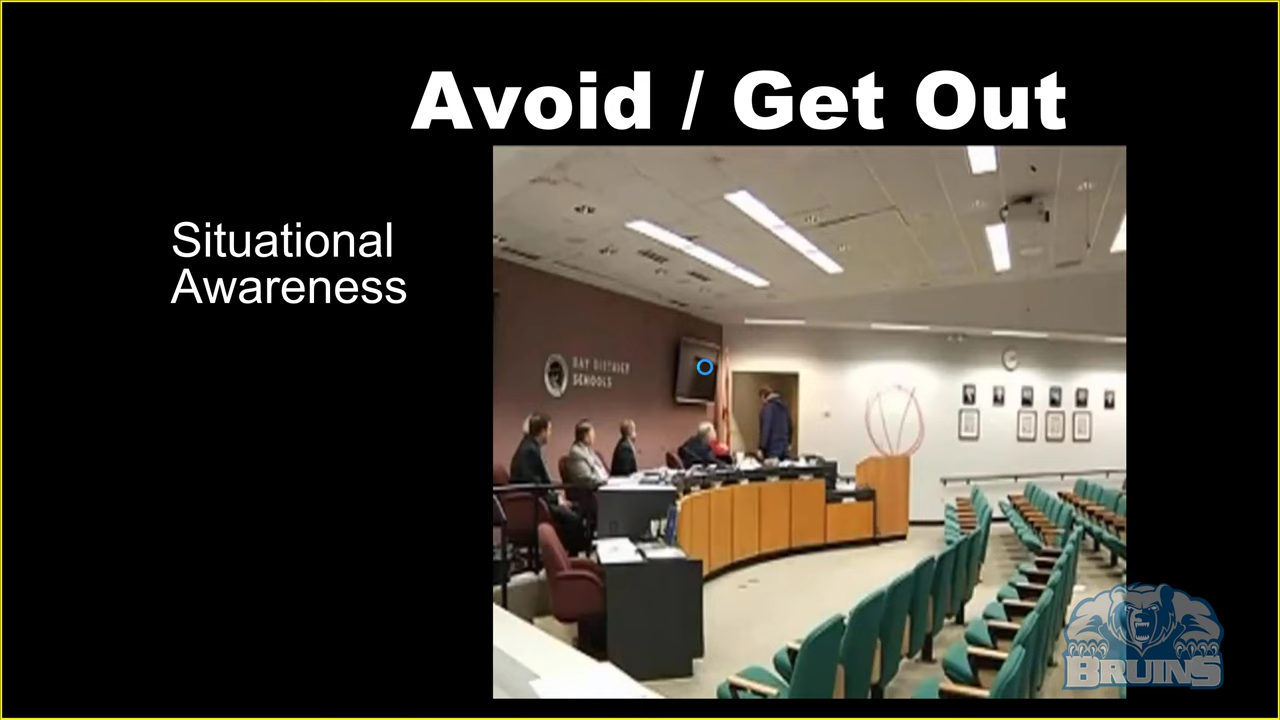 Avoid / Get Out
Situational
Awareness
BAY DISTRICT
SCHOOLS
BRUINS